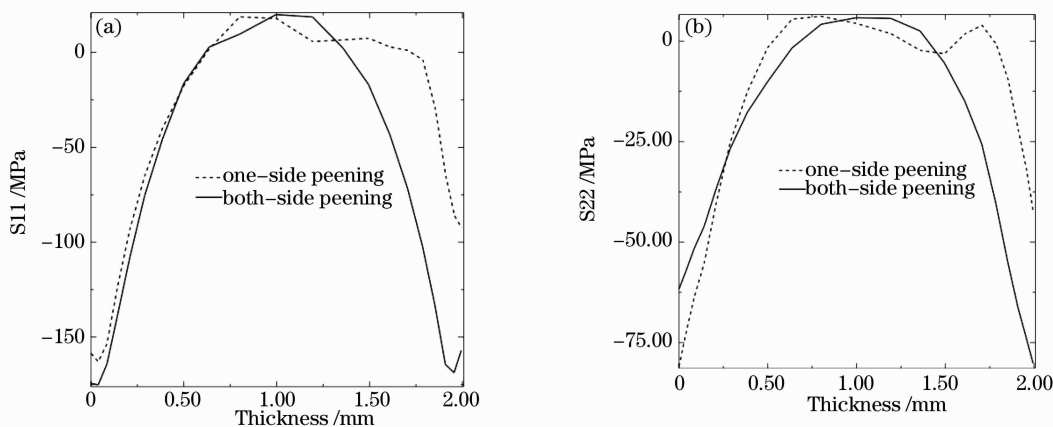 (a)
0
−50
−100
−150
S11 /MPa
one−side peening
both−side peening
0
0.50
1.00
1.50
2.00
Thickness /mm
(b)
0
−25.00
−50.00
−75.00
S22 /MPa
one−side peening
both−side peening
0
0.50
1.00
1.50
2.00
Thickness /mm